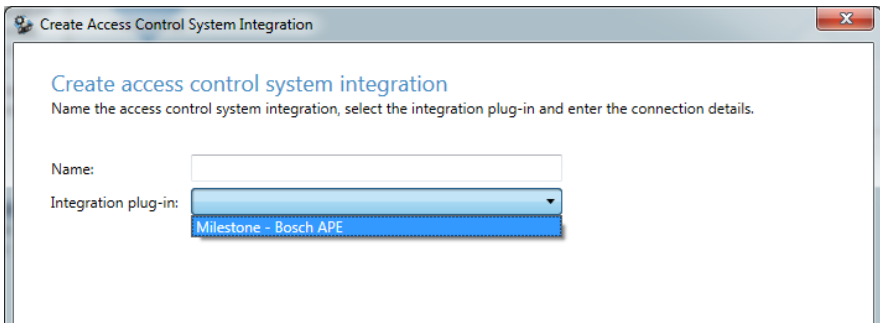 Create Access Control System Integration
Create access control system integration
Name the access control system integration, select the integration plug-in and enter the connection details.
Name:
Integration plug-in:
Milestone - Bosch APE